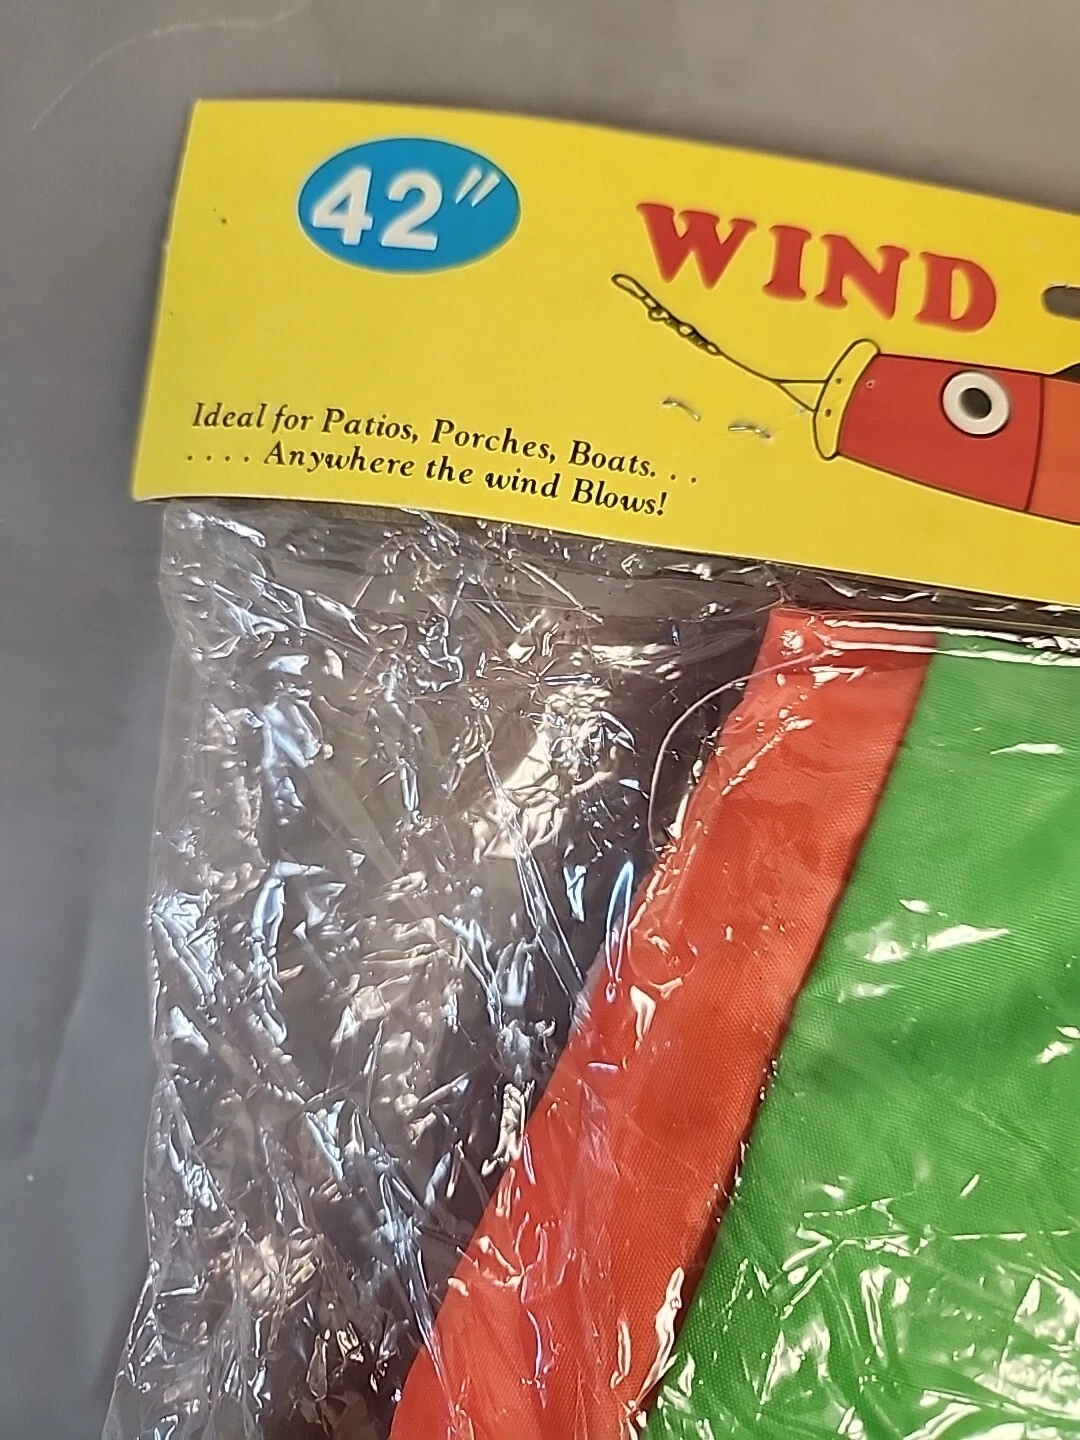 42"
WIND
Ideal for Patios, Porches, Boats. . .
. . . . Anywhere the wind Blows!